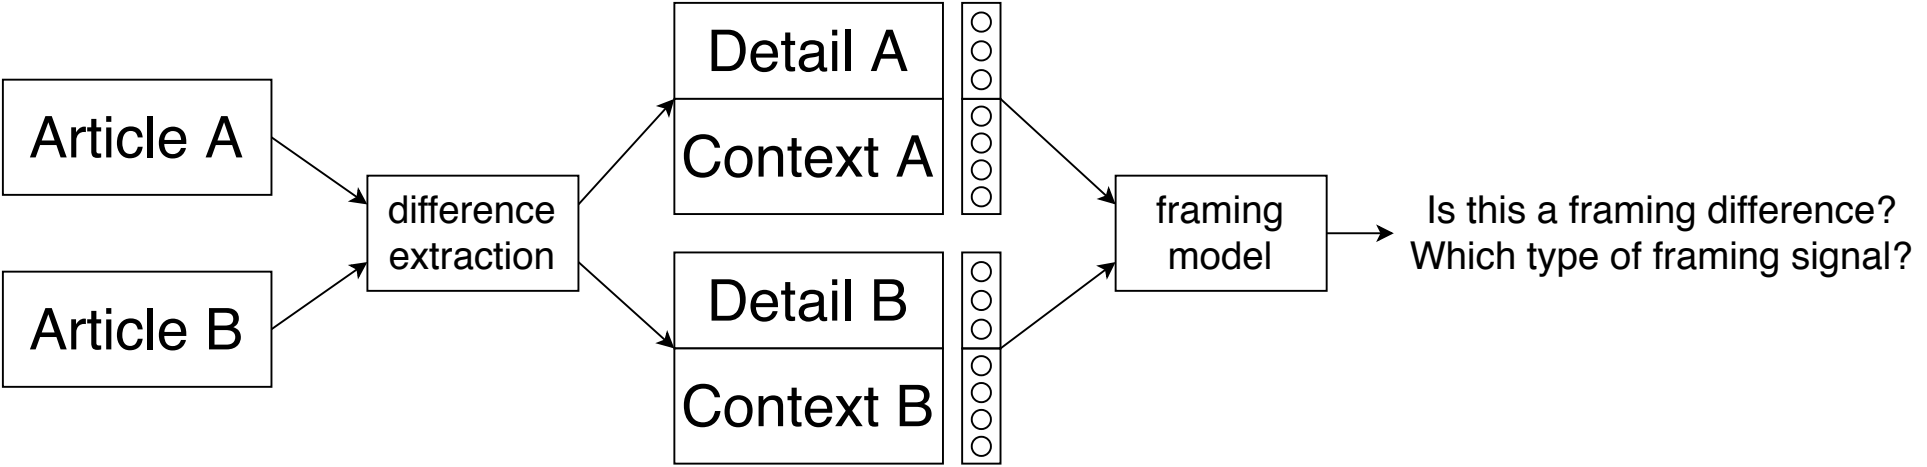 Article A
Article B
difference
extraction
Detail A
Context A
Detail B
Context B
framing
model
Is this a framing difference?
Which type of framing signal?